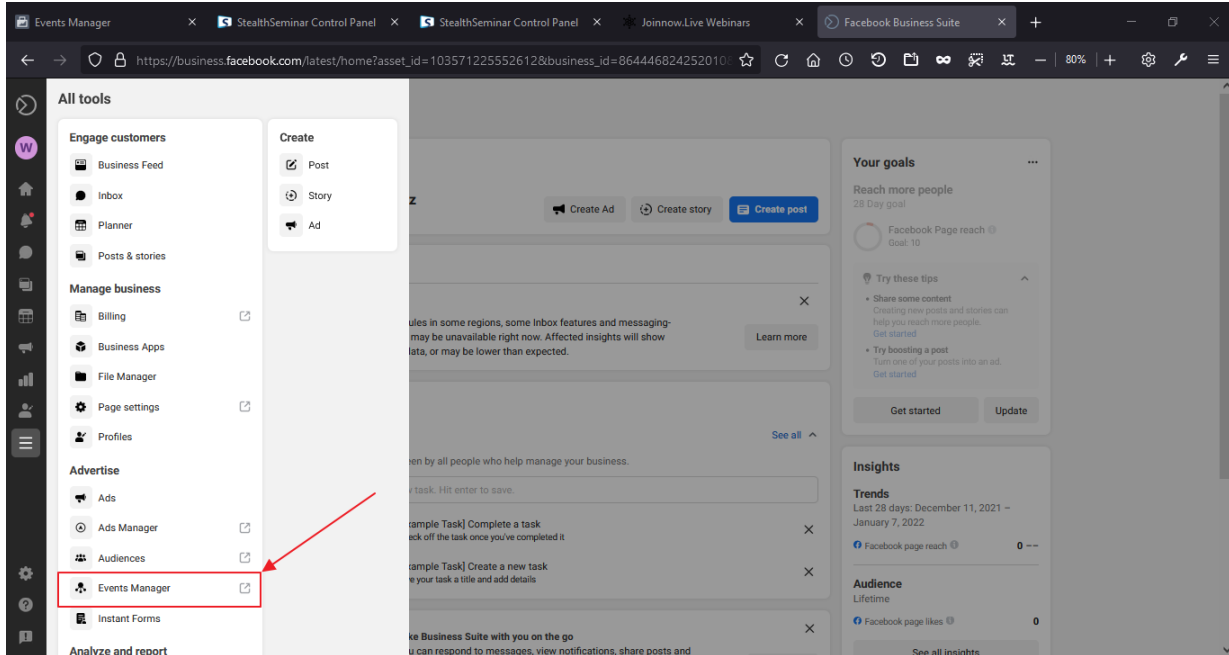 Events Manager
StealthSeminar Control Panel
StealthSeminar Control Panel
Joinnow.Live Webinars
Facebook Business Suite
https://business.facebook.com/latest/home?asset_id=103571225552612&business_id=864446824252010
80%
W
All tools
Engage customers
Business Feed
Inbox
Planner
Posts & stories
Manage business
Billing
Business Apps
File Manager
Page settings
Profiles
Advertise
Ads
Ads Manager
Audiences
Events Manager
Instant Forms
Analyze and report
Create
Post
Story
Ad
z
Create Ad
Create story
Create post
ules in some regions, some Inbox features and messaging-
may be unavailable right now. Affected insights will show
data, or may be lower than expected.
Learn more
See all
een by all people who help manage your business.
v task. Hit enter to save.
xample Task] Complete a task
eck off the task once you've completed it
xample Task] Create a new task
ve your task a title and add details
ke Business Suite with you on the go
u can respond to messages, view notifications, share posts and
Your goals
Reach more people
28 Day goal
Facebook Page reach
Goal: 10
Try these tips
• Share some content
Creating new posts and stories can
help you reach more people.
Get started
• Try boosting a post
Turn one of your posts into an ad.
Get started
Get started
Update
Insights
Trends
Last 28 days: December 11, 2021 –
January 7, 2022
Facebook page reach
0 --
Audience
Lifetime
Facebook page likes
0
See all insights